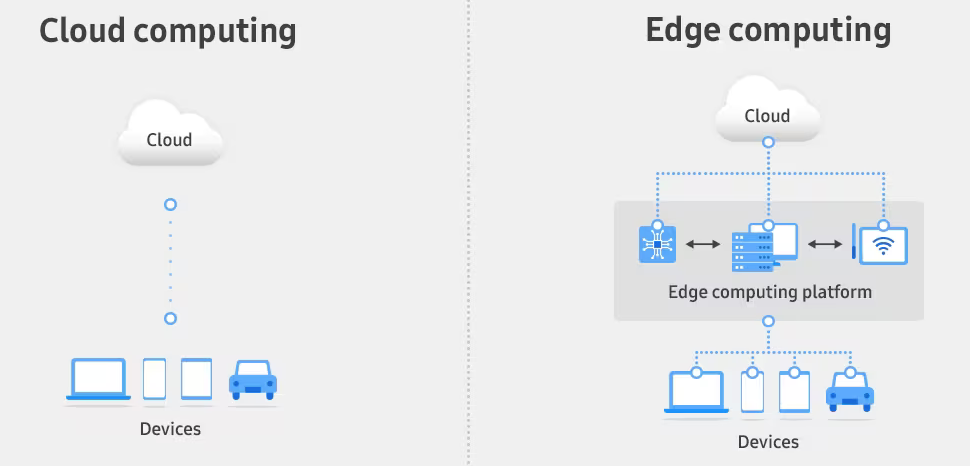 Cloud computing
Cloud
Devices
Edge computing
Cloud
Edge computing platform
Devices